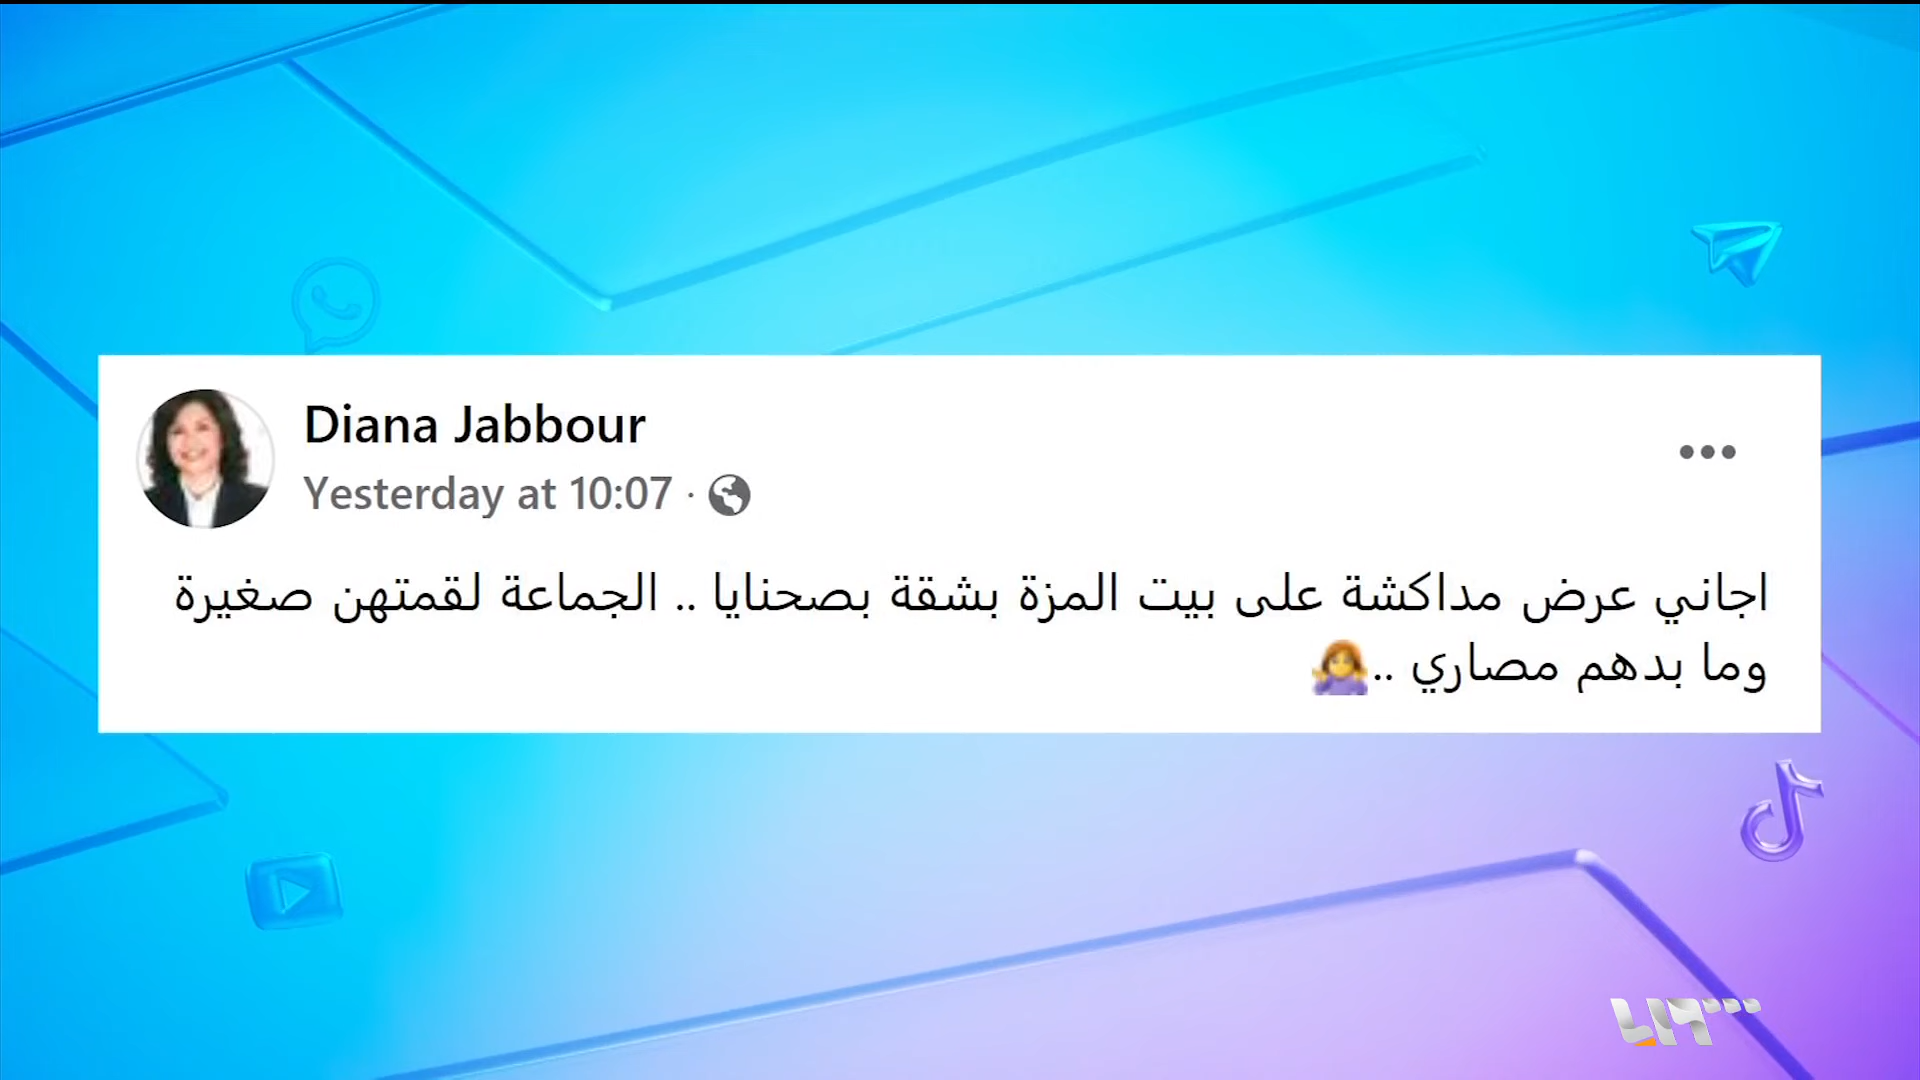 Diana Jabbour
Yesterday at 10:07 ·
اجاني عرض مداكشة على بيت المزة بشقة بصحنايا .. الجماعة لقمتهن صغيرة
وما بدهم مصاري ..🤷‍♀️